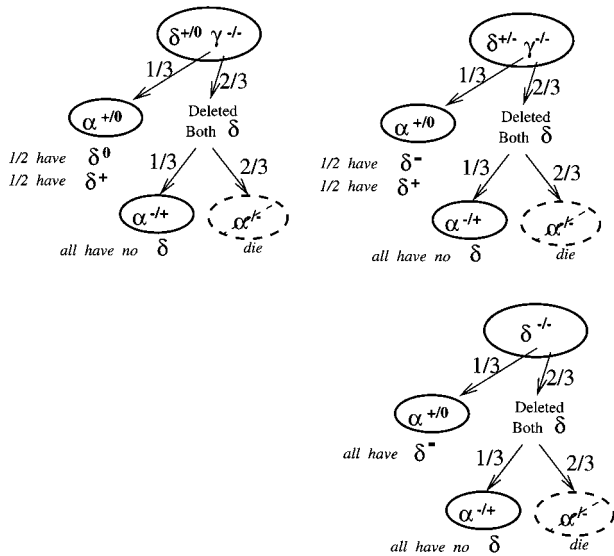 δ+/0 γ-/-
1/3
2/3
α +/0
Deleted
Both δ
1/2 have δ0
1/2 have δ+
1/3
2/3
α -/+
all have no δ
die
δ+/- γ-/-
1/3
2/3
α +/0
Deleted
Both δ
1/2 have δ-
1/2 have δ+
1/3
2/3
α -/+
all have no δ
die
δ -/-
1/3
2/3
α +/0
Deleted
Both δ
all have δ-
1/3
2/3
α -/+
all have no δ
die